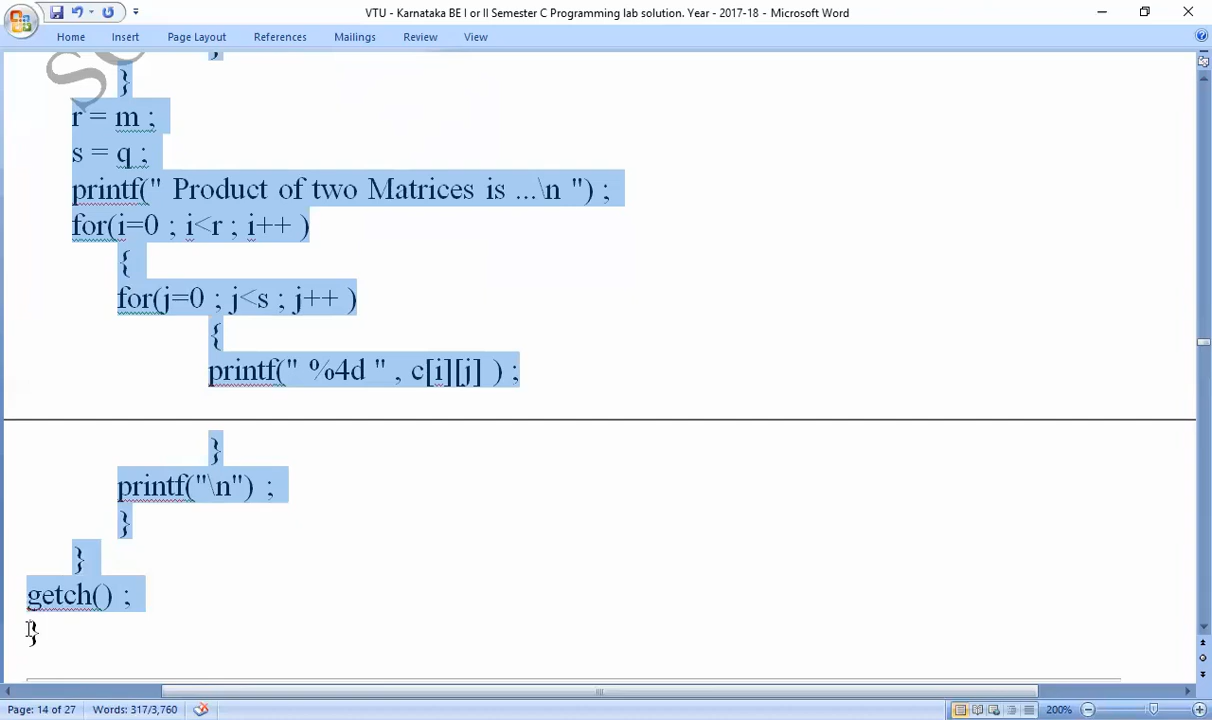 VTU - Karnataka BE I or II Semester C Programming lab solution. Year - 2017-18 - Microsoft Word
Home Insert Page Layout References Mailings Review View
}
}
r = m ;
s = q ;
printf(" Product of two Matrices is ...\n ") ;
for(i=0 ; i<r ; i++ )
{
for(j=0 ; j<s ; j++ )
{
printf(" %4d " , c[i][j] ) ;
}
printf("\n") ;
}
}
getch() ;
}
Page: 14 of 27 Words: 317/3,760 200%